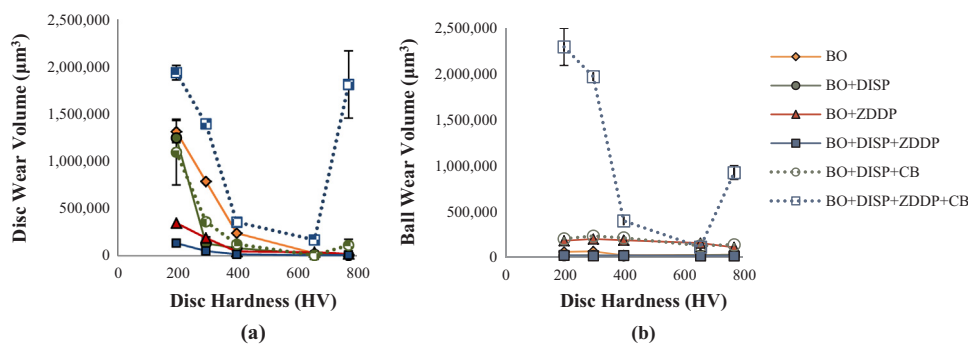 2,500,000
2,000,000
1,500,000
1,000,000
500,000
0
0 200 400 600 800
Disc Wear Volume (µm³)
Disc Hardness (HV)
(a)
2,500,000
2,000,000
1,500,000
1,000,000
500,000
0
0 200 400 600 800
Ball Wear Volume (µm³)
Disc Hardness (HV)
(b)
BO
BO+DISP
BO+ZDDP
BO+DISP+ZDDP
BO+DISP+CB
BO+DISP+ZDDP+CB